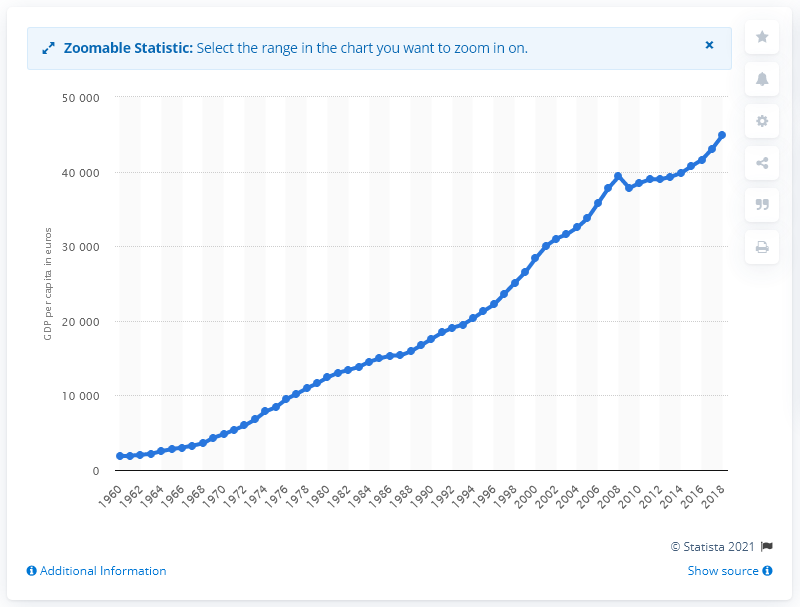 Zoomable Statistic: Select the range in the chart you want to zoom in on.
×
50 000
40 000
30 000
20 000
10 000
0
GDP per capita in euros
1960 1962 1964 1966 1968 1970 1972 1974 1976 1978 1980 1982 1984 1986 1988 1990 1992 1994 1996 1998 2000 2002 2004 2006 2008 2010 2012 2014 2016 2018
© Statista 2021
Additional Information
Show source